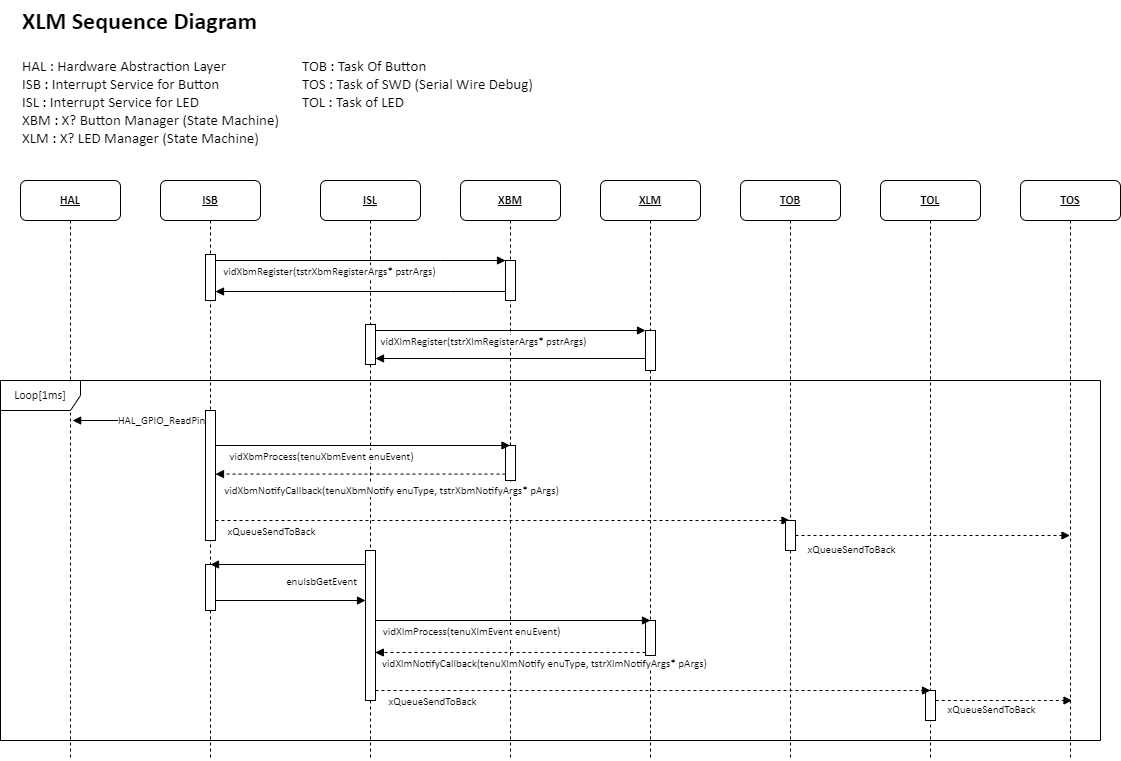 XLM Sequence Diagram
HAL : Hardware Abstraction Layer
ISB : Interrupt Service for Button
ISL : Interrupt Service for LED
XBM : X? Button Manager (State Machine)
XLM : X? LED Manager (State Machine)
TOB : Task Of Button
TOS : Task of SWD (Serial Wire Debug)
TOL : Task of LED
HAL
ISB
ISL
XBM
XLM
TOB
TOL
TOS
vidXbmRegister(tstrXbmRegisterArgs* pstrArgs)
vidXlmRegister(tstrXlmRegisterArgs* pstrArgs)
Loop[1ms]
HAL_GPIO_ReadPin
vidXbmProcess(tenuXbmEvent enuEvent)
vidXbmNotifyCallback(tenuXbmNotify enuType, tstrXbmNotifyArgs* pArgs)
xQueueSendToBack
xQueueSendToBack
enuIsbGetEvent
vidXlmProcess(tenuXlmEvent enuEvent)
vidXlmNotifyCallback(tenuXlmNotify enuType, tstrXlmNotifyArgs* pArgs)
xQueueSendToBack
xQueueSendToBack